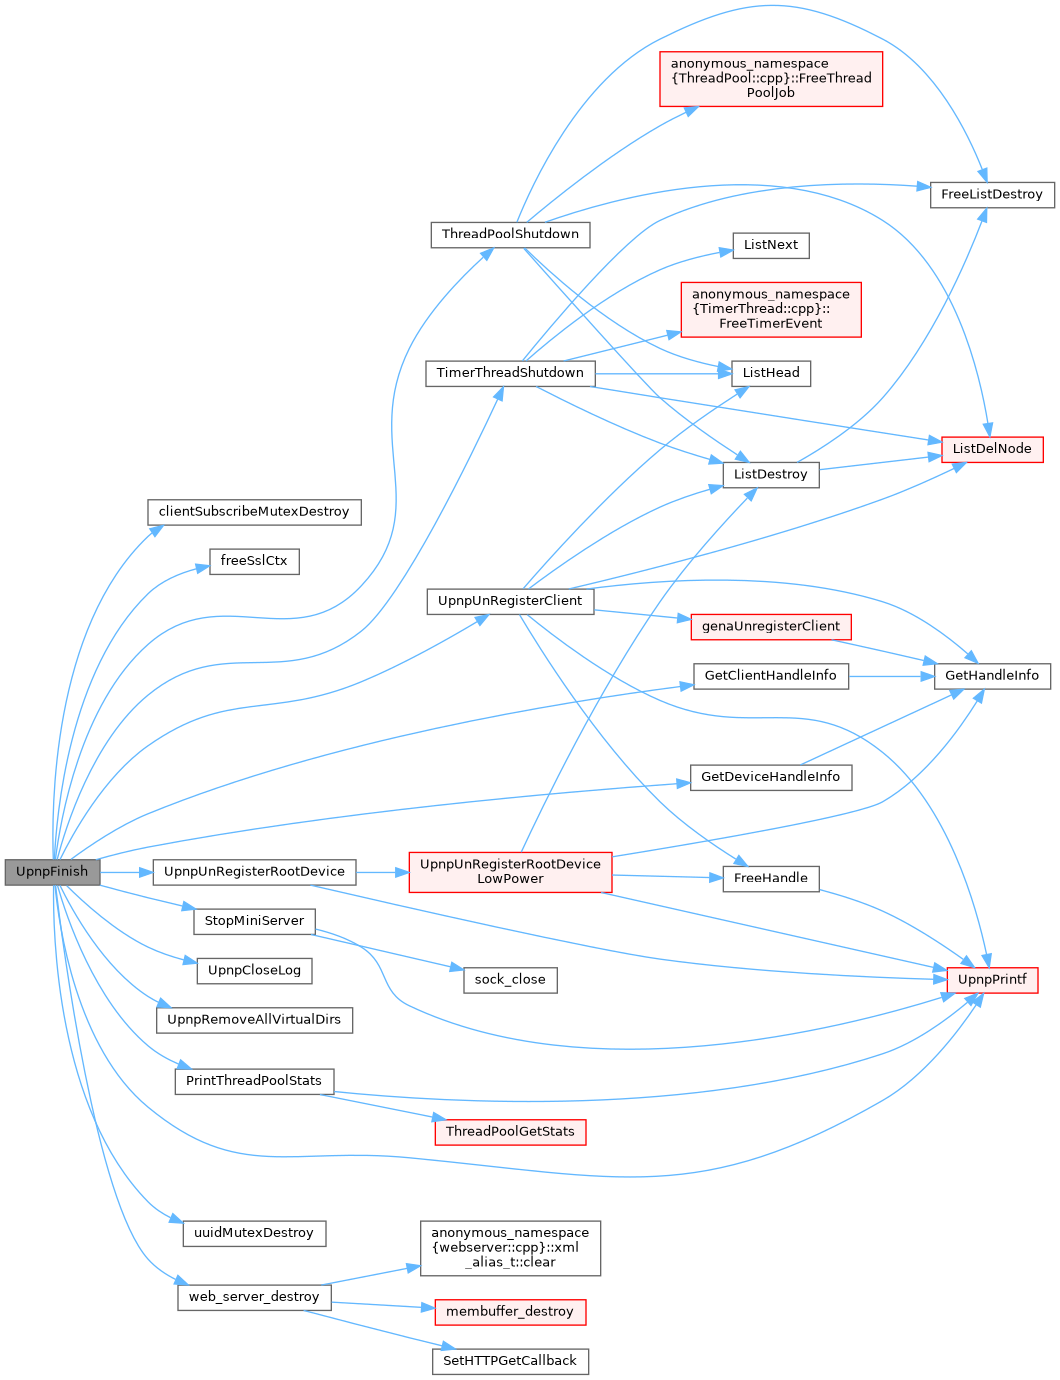 anonymous_namespace
{ThreadPool::cpp}::FreeThread
PoolJob
FreeListDestroy
ThreadPoolShutdown
ListNext
anonymous_namespace
{TimerThread::cpp}::
FreeTimerEvent
TimerThreadShutdown
ListHead
ListDelNode
ListDestroy
clientSubscribeMutexDestroy
freeSslCtx
UpnpUnRegisterClient
genaUnregisterClient
GetClientHandleInfo
GetHandleInfo
GetDeviceHandleInfo
UpnpFinish
UpnpUnRegisterRootDevice
UpnpUnRegisterRootDevice
LowPower
FreeHandle
StopMiniServer
UpnpCloseLog
sock_close
UpnpPrintf
UpnpRemoveAllVirtualDirs
PrintThreadPoolStats
ThreadPoolGetStats
uuidMutexDestroy
anonymous_namespace
{webserver::cpp}::xml
_alias_t::clear
web_server_destroy
membuffer_destroy
SetHTTPGetCallback